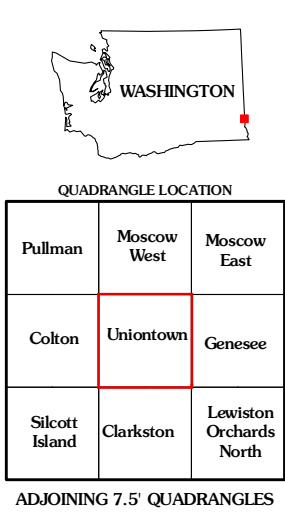 WASHINGTON
QUADRANGLE LOCATION
Pullman
Moscow
West
Moscow
East
Colton
Uniontown
Genesee
Silcott
Island
Clarkston
Lewiston
Orchards
North
ADJOINING 7.5' QUADRANGLES